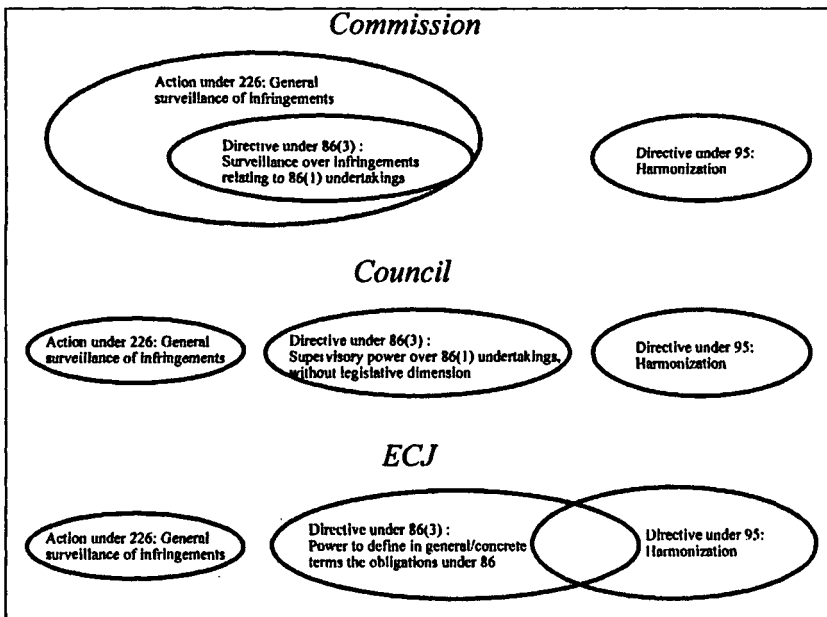 Commission
Action under 226: General
surveillance of infringements
Directive under 86(3) :
Surveillance over infringements
relating to 86(1) undertakings
Directive under 95:
Harmonization
Council
Action under 226: General
surveillance of infringements
Directive under 86(3) :
Supervisory power over 86(1) undertakings,
without legislative dimension
Directive under 95:
Harmonization
ECJ
Action under 226: General
surveillance of infringements
Directive under 86(3) :
Power to define in general/concrete
terms the obligations under 86
Directive under 95:
Harmonization